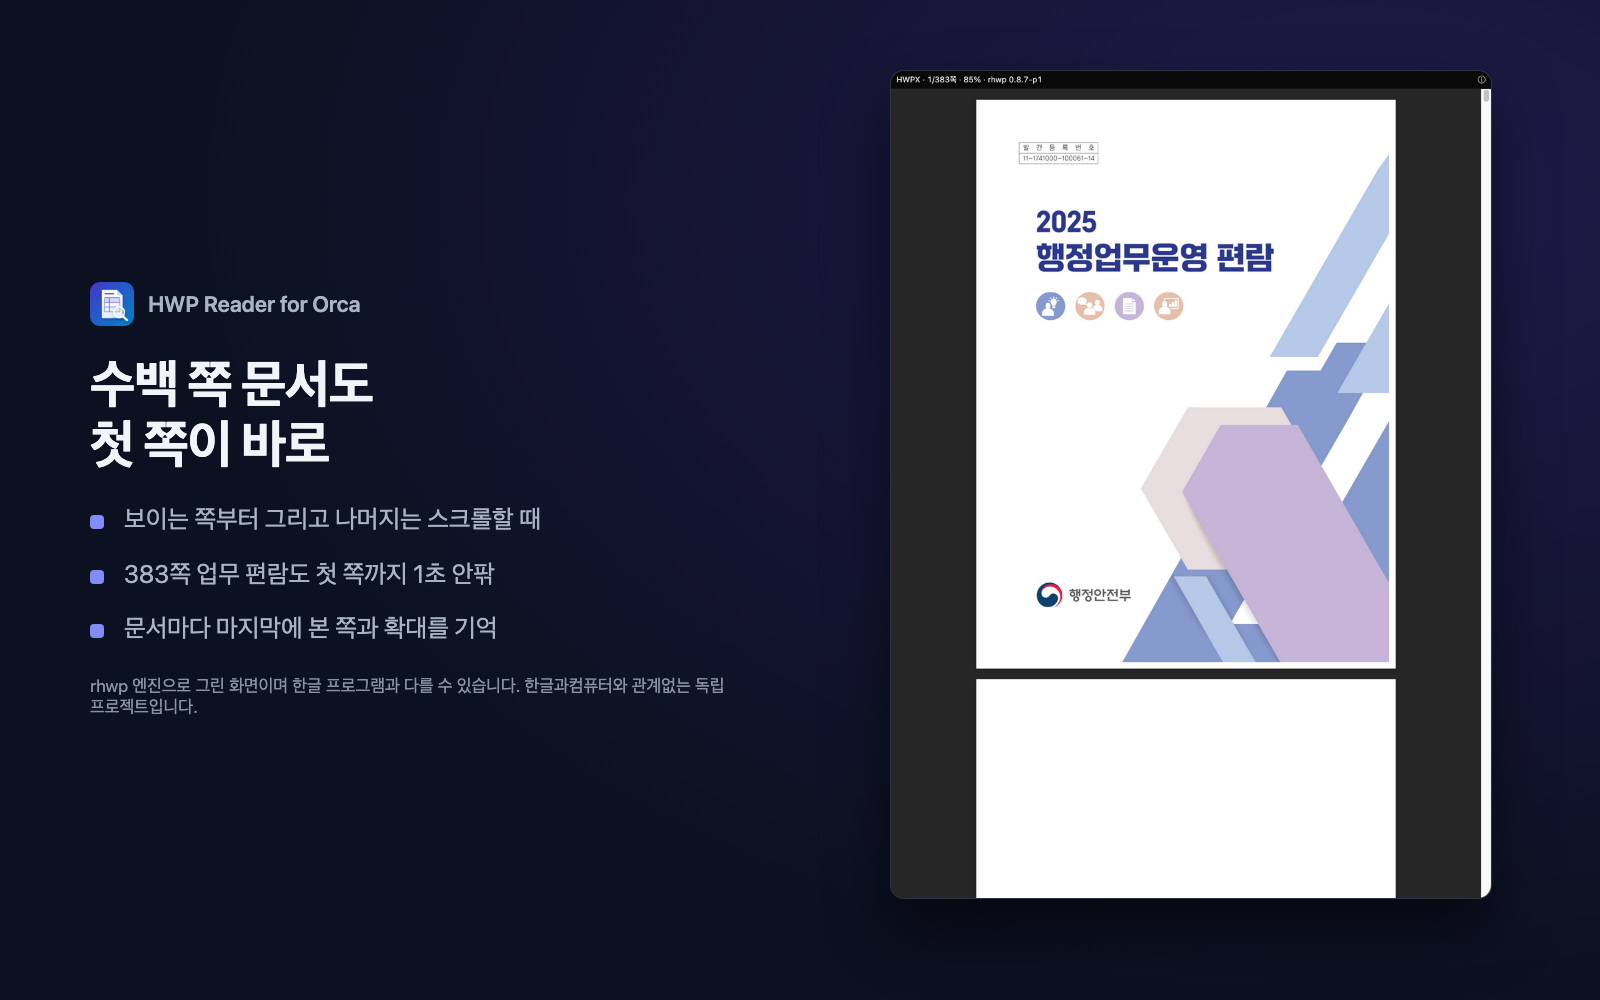 HWP Reader for Orca
수백 쪽 문서도
첫 쪽이 바로
보이는 쪽부터 그리고 나머지는 스크롤할 때
383쪽 업무 편람도 첫 쪽까지 1초 안팎
문서마다 마지막에 본 쪽과 확대를 기억
rhwp 엔진으로 그린 화면이며 한글 프로그램과 다를 수 있습니다. 한글과컴퓨터와 관계없는 독립
프로젝트입니다.
HWPX · 1/383쪽 · 85% · rhwp 0.8.7-p1
발 간 등 록 번 호
11-1741000-100061-14
2025
행정업무운영 편람
행정안전부